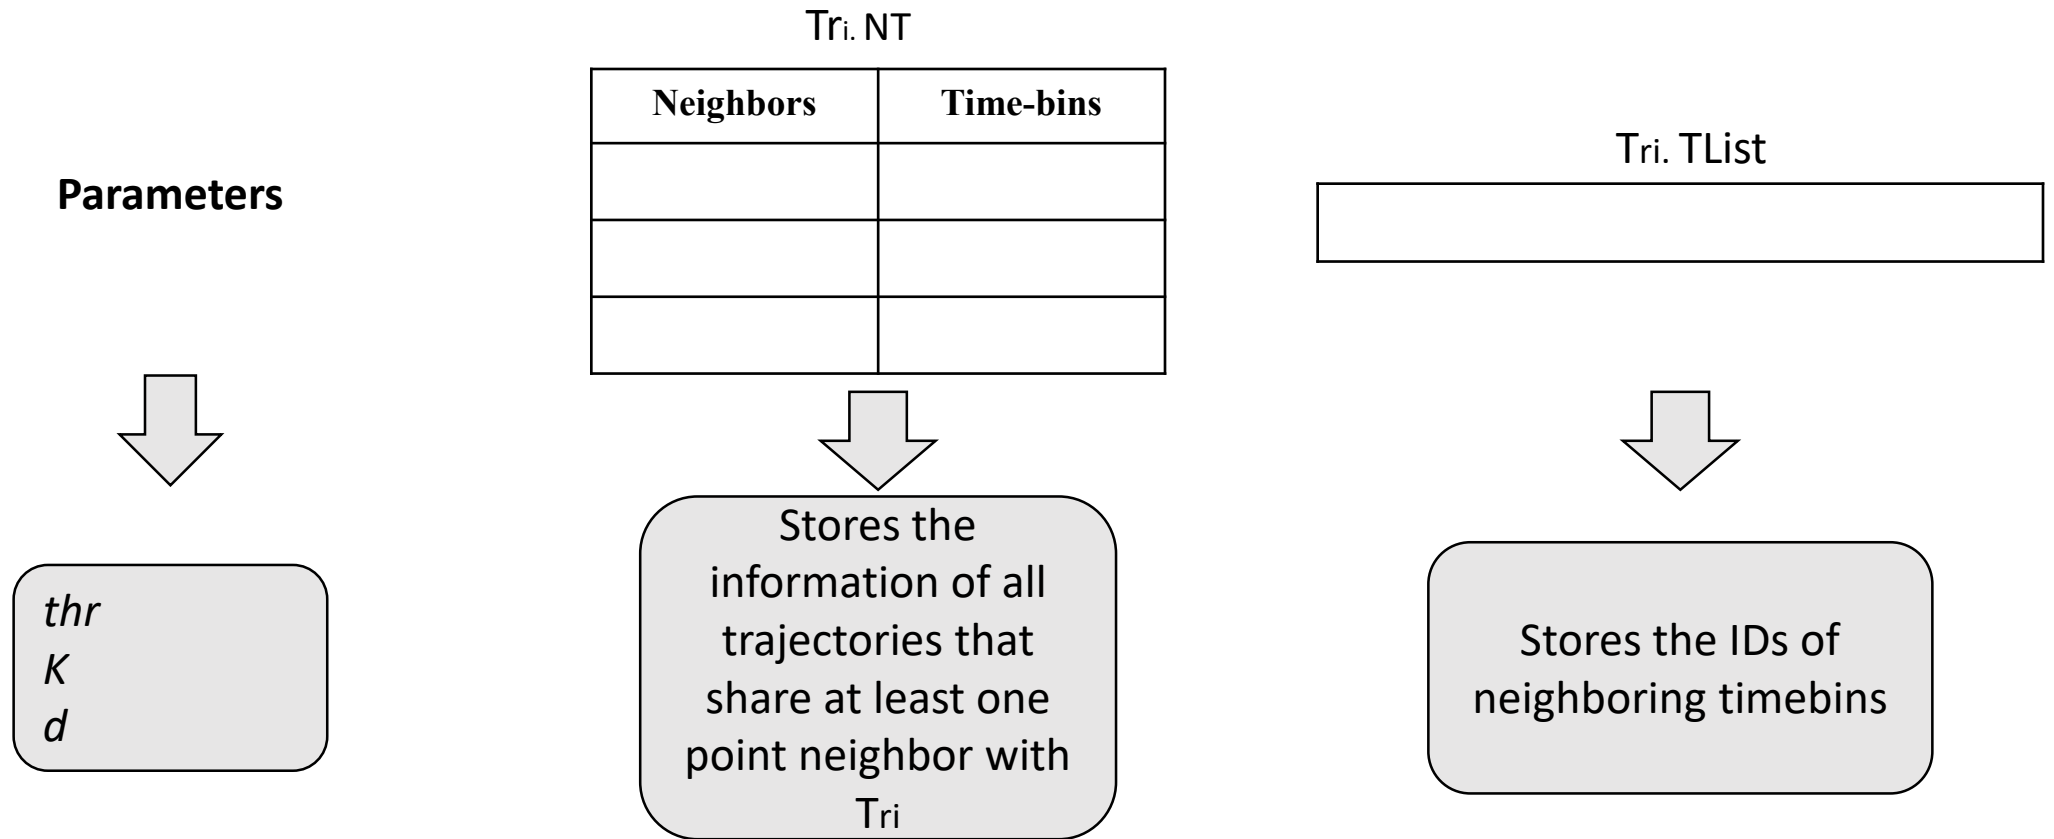 Parameters
thr
K
d
Tri. NT
Neighbors Time-bins
Stores the
information of all
trajectories that
share at least one
point neighbor with
Tri
Tri. TList
Stores the IDs of
neighboring timebins